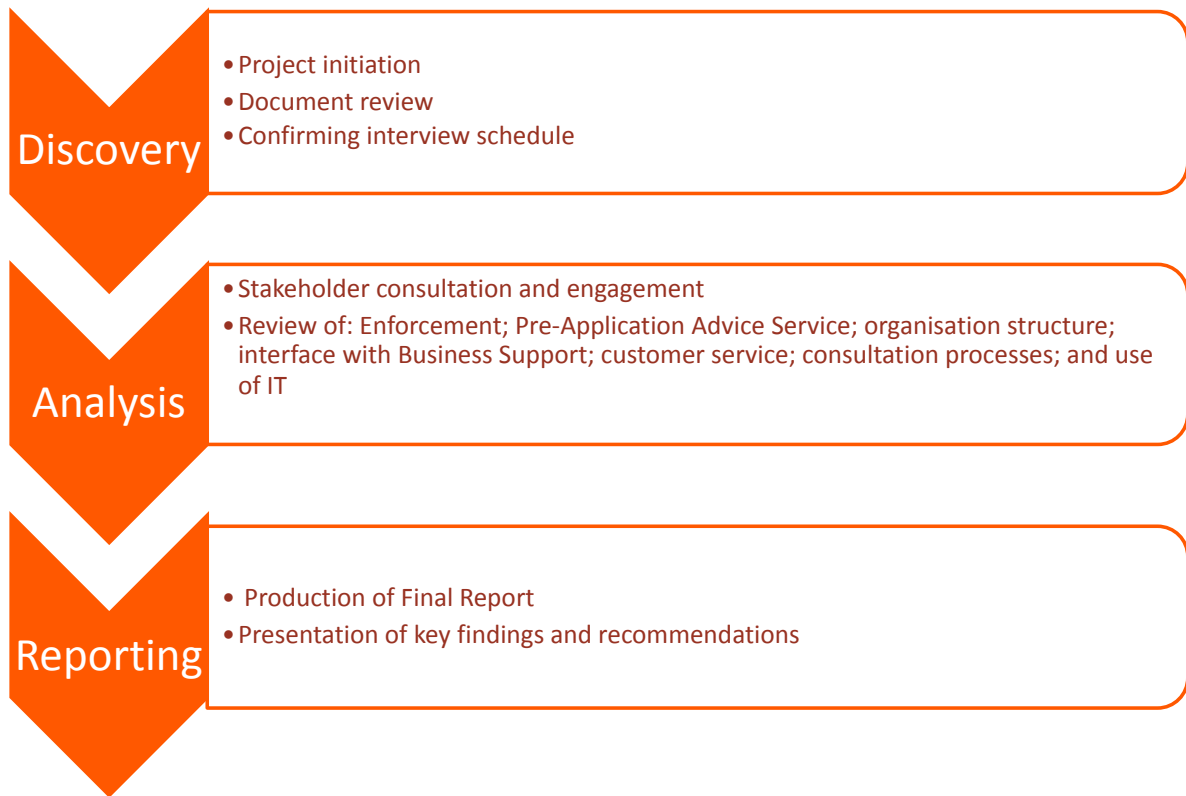 Discovery
• Project initiation
• Document review
• Confirming interview schedule
Analysis
• Stakeholder consultation and engagement
• Review of: Enforcement; Pre-Application Advice Service; organisation structure;
interface with Business Support; customer service; consultation processes; and use
of IT
Reporting
• Production of Final Report
• Presentation of key findings and recommendations